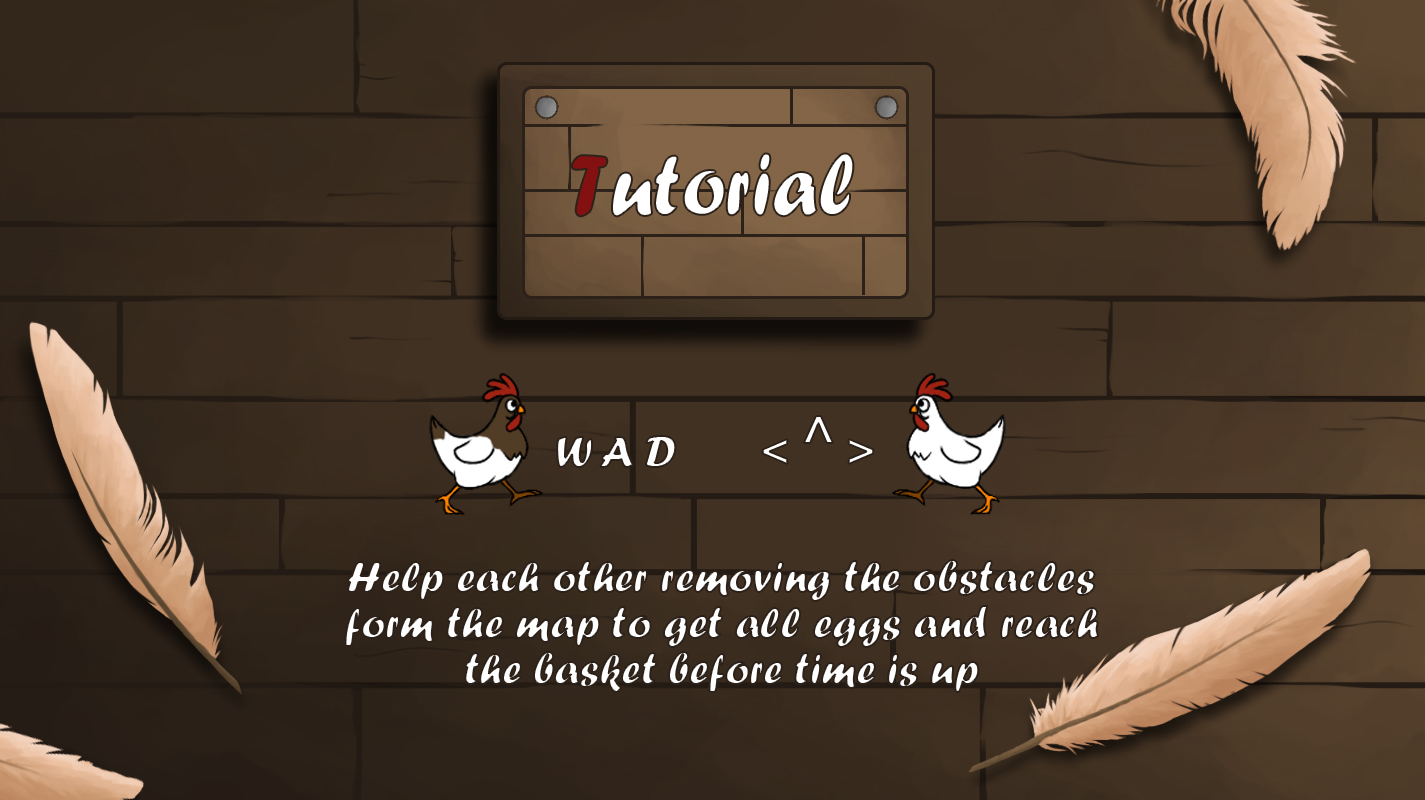 Tutorial
W A D < ^ >
Help each other removing the obstacles
form the map to get all eggs and reach
the basket before time is up